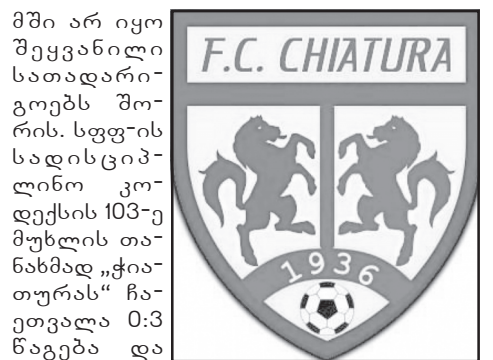 მში არ იყო
შეყვანილი
სათადარი-
გოებს შო-
რის. სფფ-ის
სადისციპ-
ლინო კო-
დექსის 103-ე
მუხლის თა-
ნახმად „ჭია-
თურას“ ჩა-
ეთვალა 0:3
წაგება და
F.C. CHIATURA
1936